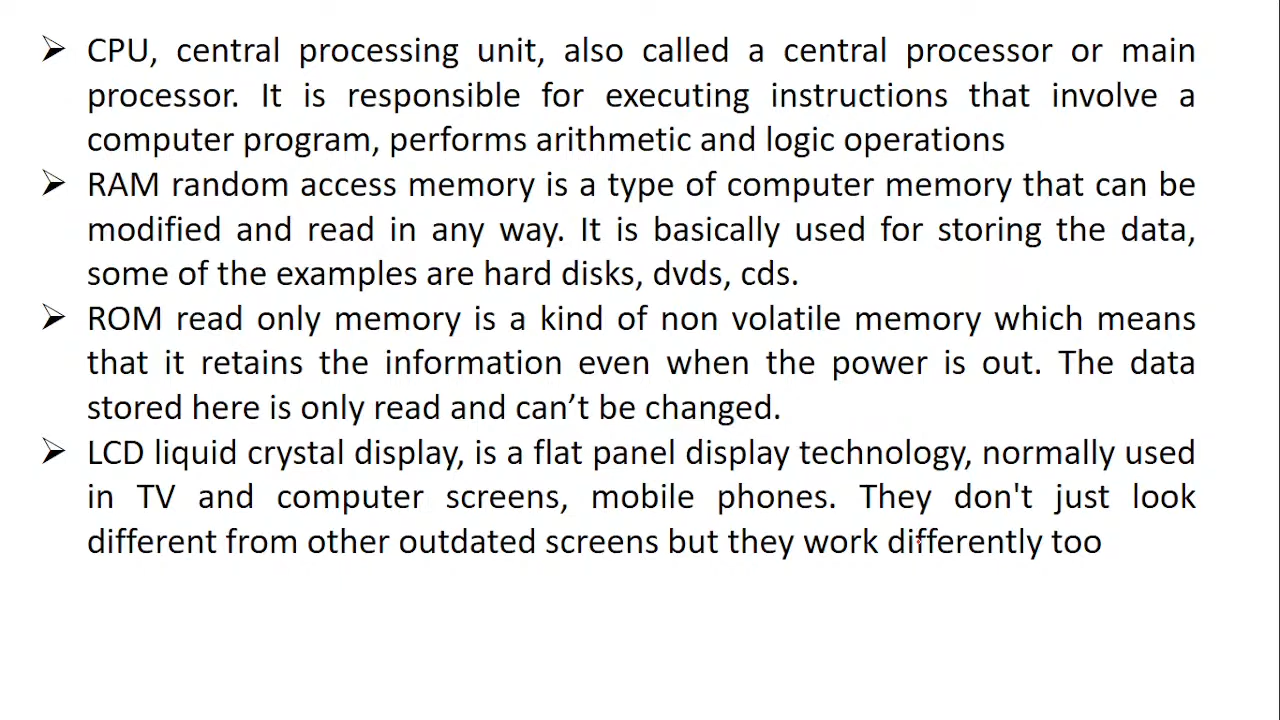 ➢ CPU, central processing unit, also called a central processor or main
processor. It is responsible for executing instructions that involve a
computer program, performs arithmetic and logic operations
➢ RAM random access memory is a type of computer memory that can be
modified and read in any way. It is basically used for storing the data,
some of the examples are hard disks, dvds, cds.
➢ ROM read only memory is a kind of non volatile memory which means
that it retains the information even when the power is out. The data
stored here is only read and can’t be changed.
➢ LCD liquid crystal display, is a flat panel display technology, normally used
in TV and computer screens, mobile phones. They don't just look
different from other outdated screens but they work differently too